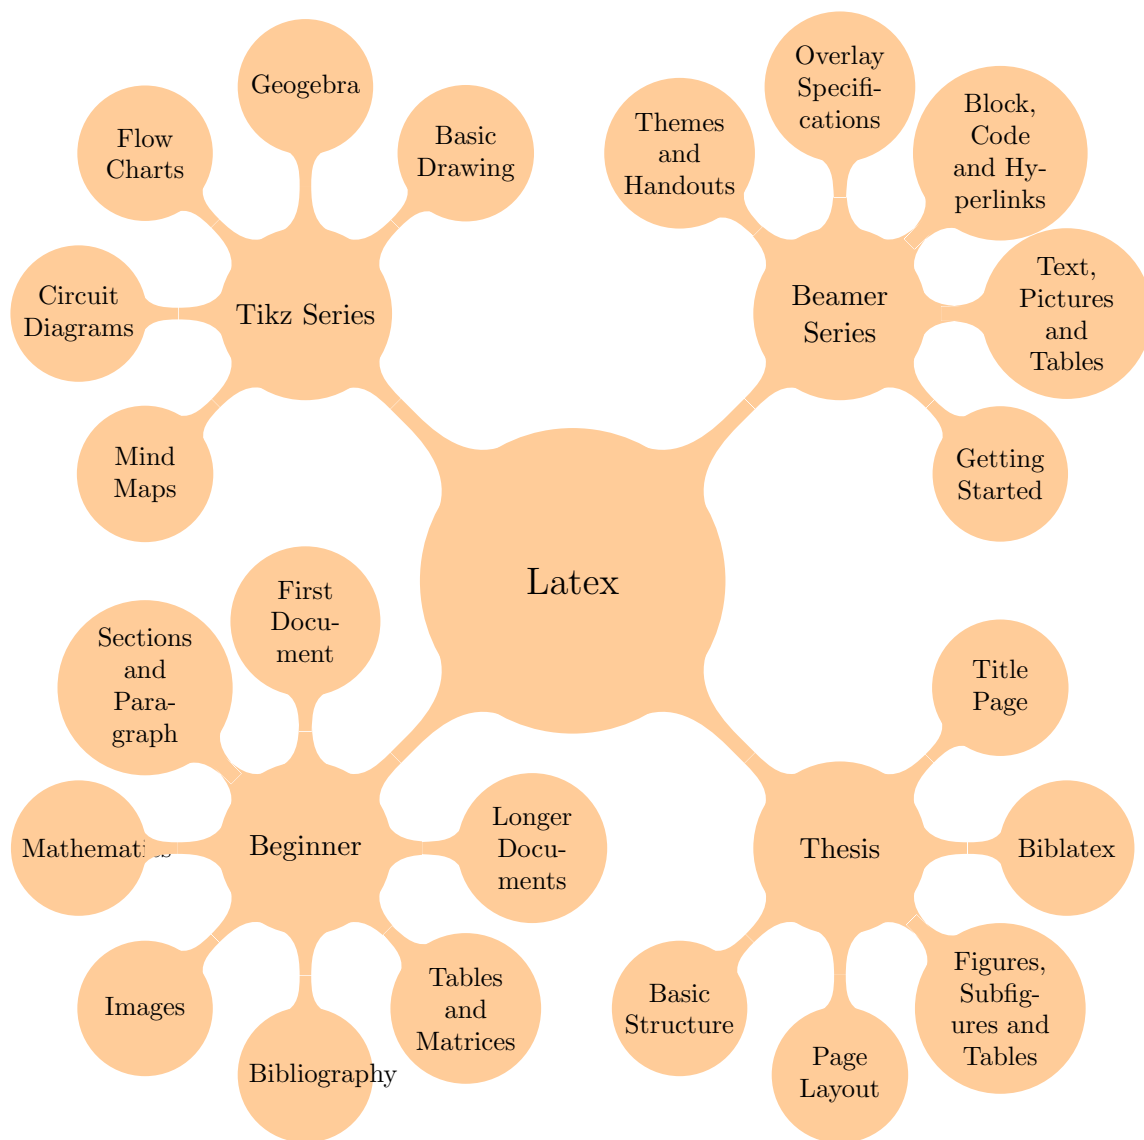 Geogebra
Flow
Charts
Basic
Drawing
Circuit
Diagrams
Tikz Series
Mind
Maps
Overlay
Specifi-
cations
Themes
and
Handouts
Block,
Code
and Hy-
perlinks
Beamer
Series
Text,
Pictures
and
Tables
Getting
Started
Latex
First
Docu-
ment
Sections
and
Para-
graph
Mathematics
Beginner
Longer
Docu-
ments
Images
Bibliography
Tables
and
Matrices
Title
Page
Thesis
Biblatex
Basic
Structure
Page
Layout
Figures,
Subfig-
ures and
Tables